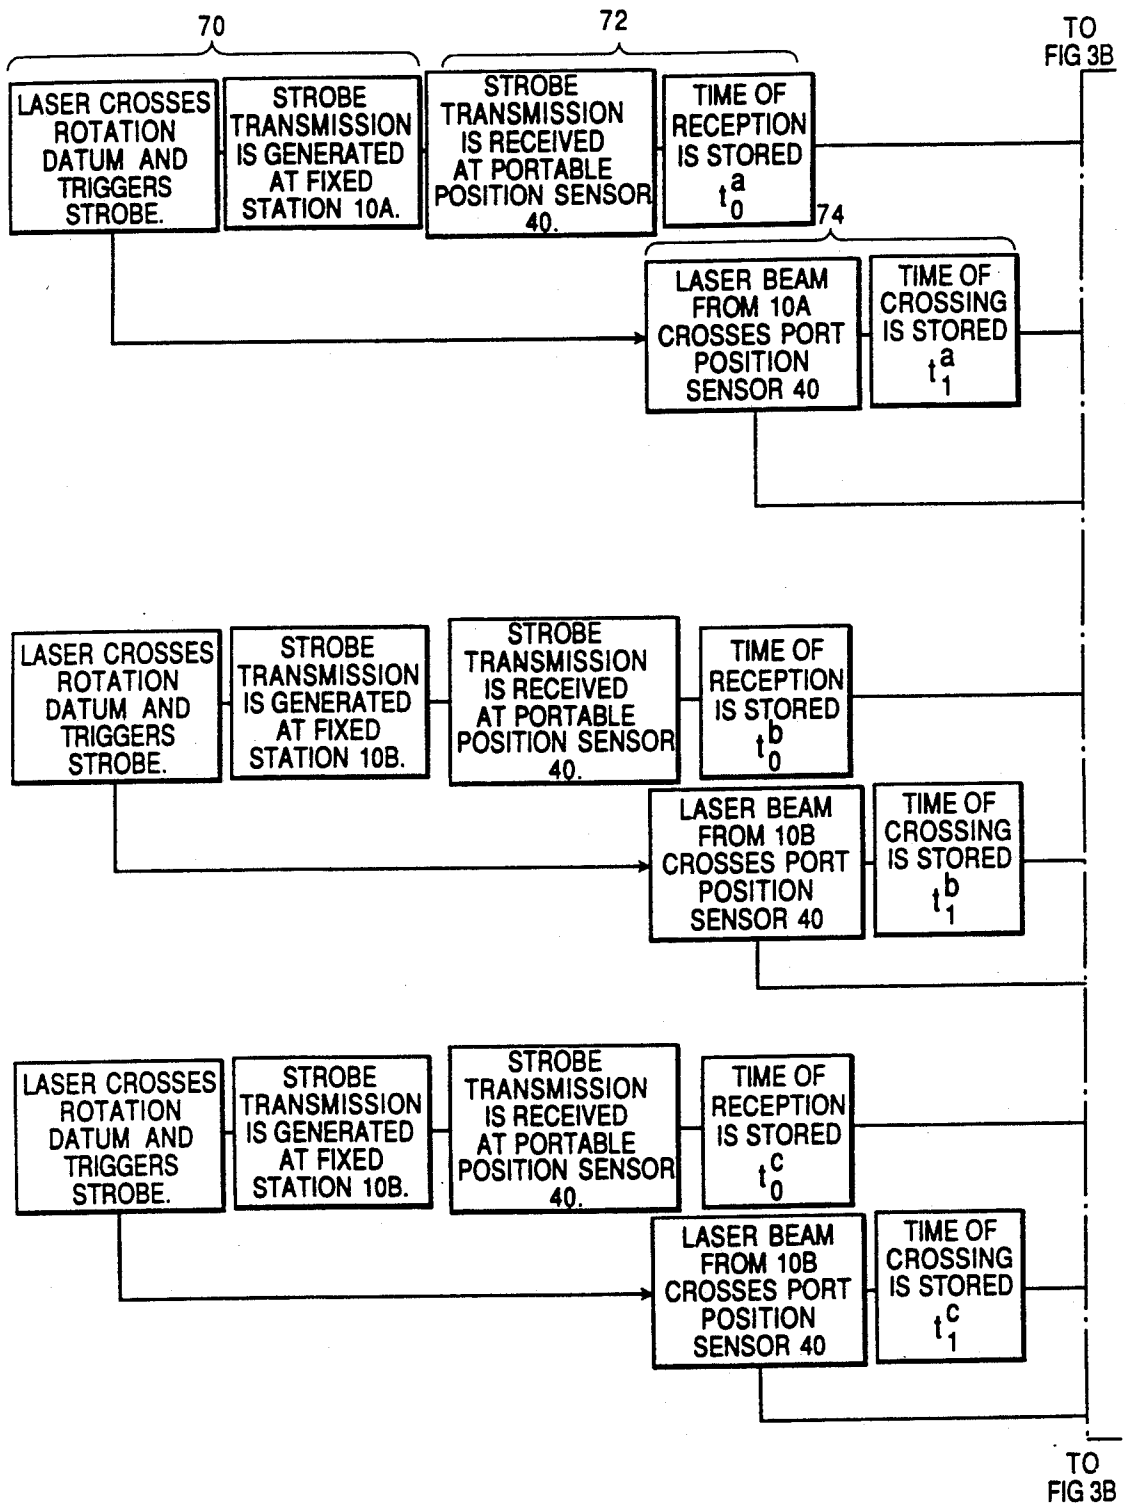 70
72
TO
FIG 3B
LASER CROSSES
ROTATION
DATUM AND
TRIGGERS
STROBE.
STROBE
TRANSMISSION
IS GENERATED
AT FIXED
STATION 10A.
STROBE
TRANSMISSION
IS RECEIVED
AT PORTABLE
POSITION SENSOR
40.
TIME OF
RECEPTION
IS STORED
t₀ᵃ
74
LASER BEAM
FROM 10A
CROSSES PORT
POSITION
SENSOR 40
TIME OF
CROSSING
IS STORED
t₁ᵃ
LASER CROSSES
ROTATION
DATUM AND
TRIGGERS
STROBE.
STROBE
TRANSMISSION
IS GENERATED
AT FIXED
STATION 10B.
STROBE
TRANSMISSION
IS RECEIVED
AT PORTABLE
POSITION SENSOR
40.
TIME OF
RECEPTION
IS STORED
t₀ᵇ
LASER BEAM
FROM 10B
CROSSES PORT
POSITION
SENSOR 40
TIME OF
CROSSING
IS STORED
t₁ᵇ
LASER CROSSES
ROTATION
DATUM AND
TRIGGERS
STROBE.
STROBE
TRANSMISSION
IS GENERATED
AT FIXED
STATION 10B.
STROBE
TRANSMISSION
IS RECEIVED
AT PORTABLE
POSITION SENSOR
40.
TIME OF
RECEPTION
IS STORED
t₀ᶜ
LASER BEAM
FROM 10B
CROSSES PORT
POSITION
SENSOR 40
TIME OF
CROSSING
IS STORED
t₁ᶜ
TO
FIG 3B